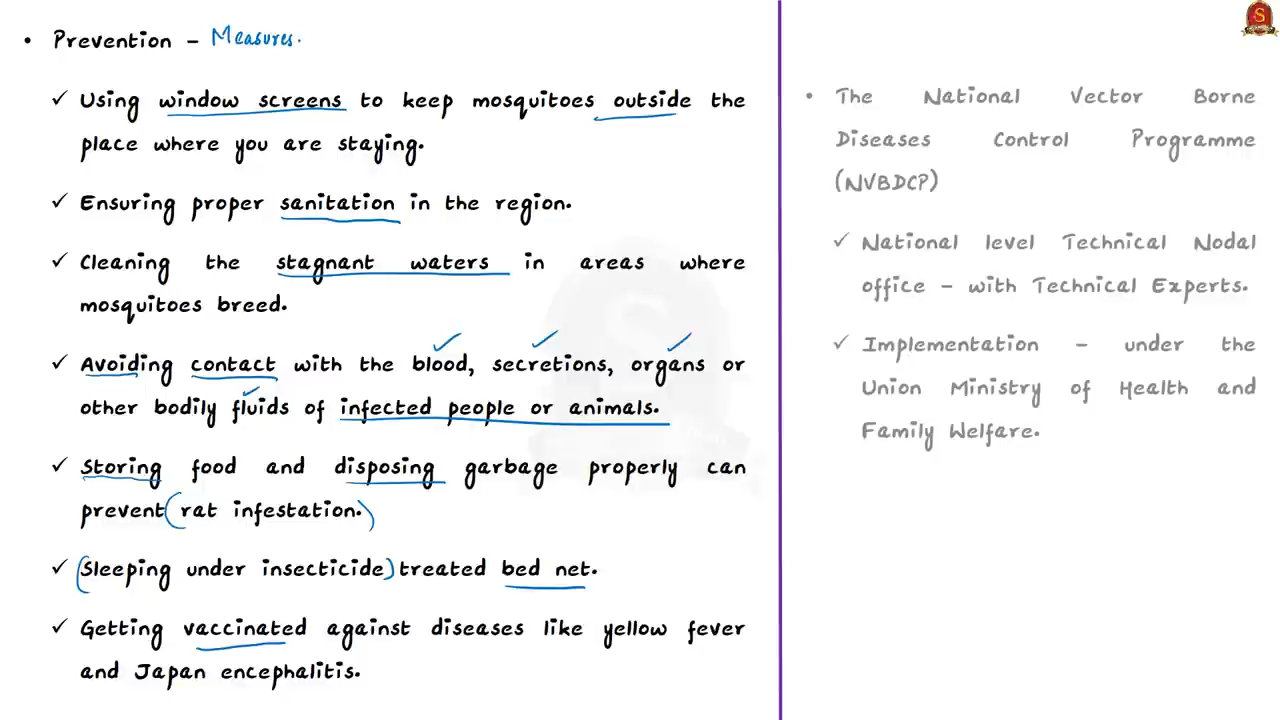 • Prevention – Measures.
✓ Using window screens to keep mosquitoes outside the
place where you are staying.
✓ Ensuring proper sanitation in the region.
✓ Cleaning the stagnant waters in areas where
mosquitoes breed.
✓ Avoiding contact with the blood, secretions, organs or
other bodily fluids of infected people or animals.
✓ Storing food and disposing garbage properly can
prevent (rat infestation.)
✓ (Sleeping under insecticide) treated bed net.
✓ Getting vaccinated against diseases like yellow fever
and Japan encephalitis.
• The National Vector Borne
Diseases Control Programme
(NVBDCP)
✓ National level Technical Nodal
office – with Technical Experts.
✓ Implementation – under the
Union Ministry of Health and
Family Welfare.
S